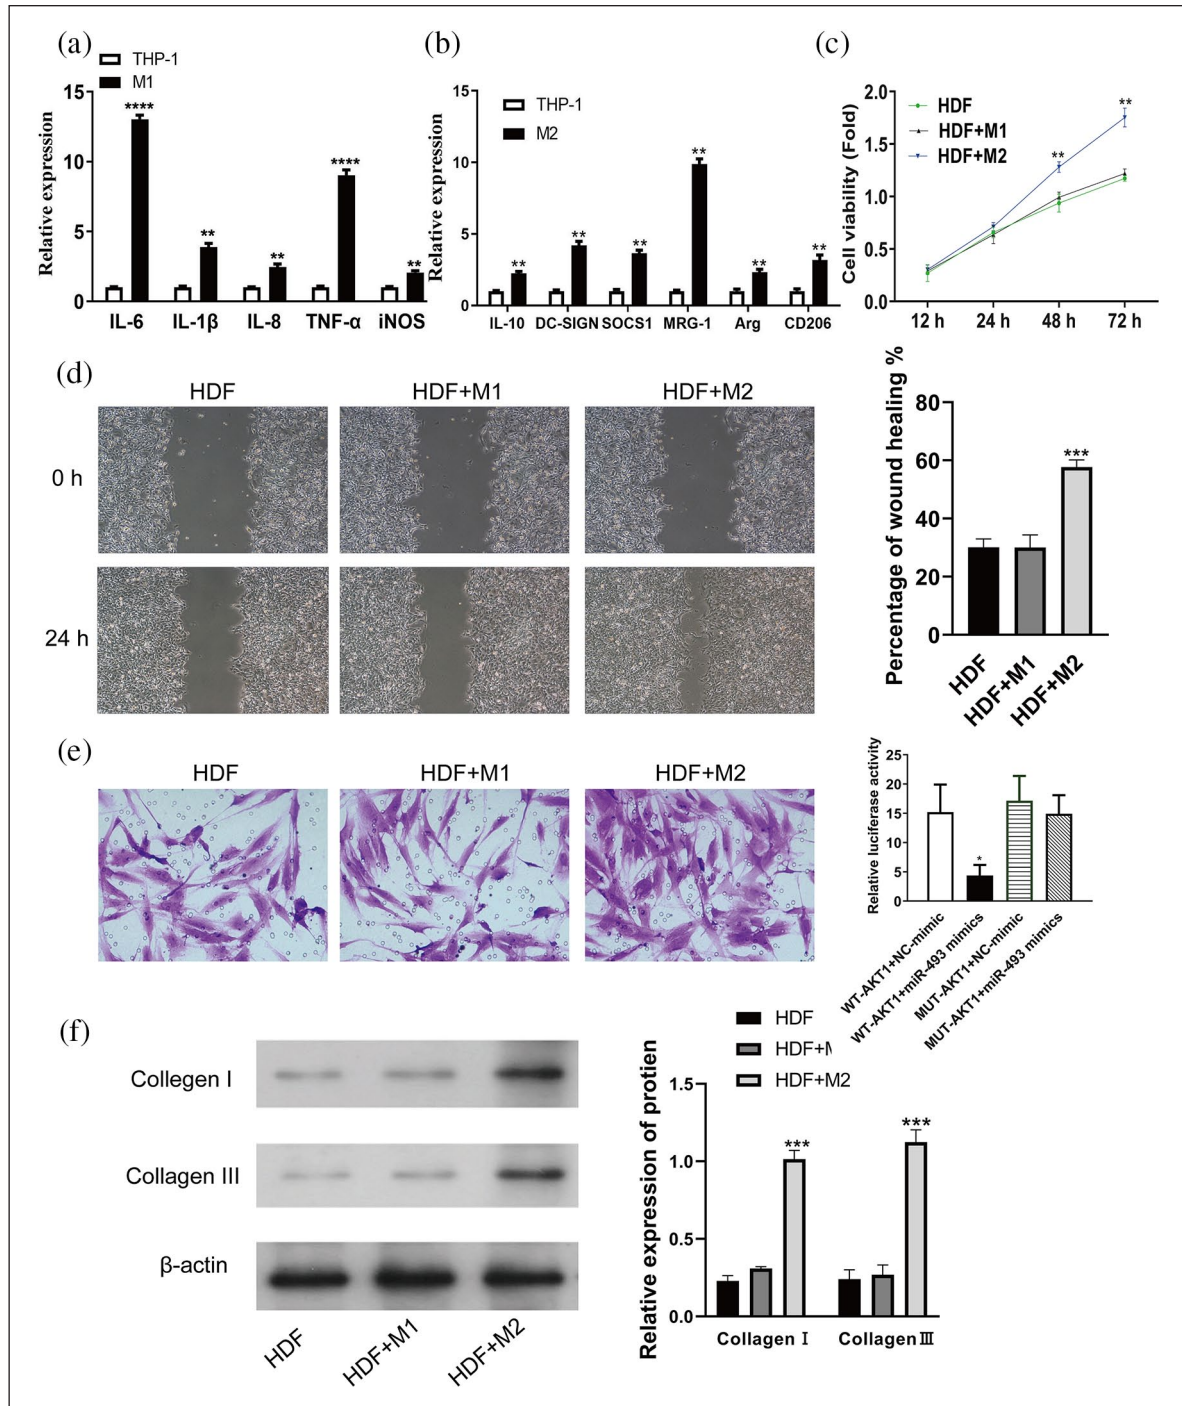 (a)
THP-1
M1
Relative expression
15
10
5
0
****
**
**
****
**
IL-6 IL-1β IL-8 TNF-α iNOS
(b)
THP-1
M2
Relative expression
15
10
5
0
**
**
**
**
**
**
IL-10 DC-SIGN SOCS1 MRG-1 Arg CD206
(c)
HDF
HDF+M1
HDF+M2
Cell viability (Fold)
2.0
1.5
1.0
0.5
0.0
**
**
12 h 24 h 48 h 72 h
(d)
HDF HDF+M1 HDF+M2
0 h
24 h
Percentage of wound healing %
80
60
40
20
0
***
HDF
HDF+M1
HDF+M2
(e)
HDF HDF+M1 HDF+M2
Relative luciferase activity
25
20
15
10
5
0
*
WT-AKT1+NC-mimic
WT-AKT1+miR-493 mimics
MUT-AKT1+NC-mimic
MUT-AKT1+miR-493 mimics
(f)
Collegen I
Collagen III
β-actin
HDF
HDF+M1
HDF+M2
HDF
HDF+
HDF+M2
Relative expression of protien
1.5
1.0
0.5
0.0
***
***
Collagen Ⅰ Collagen Ⅲ